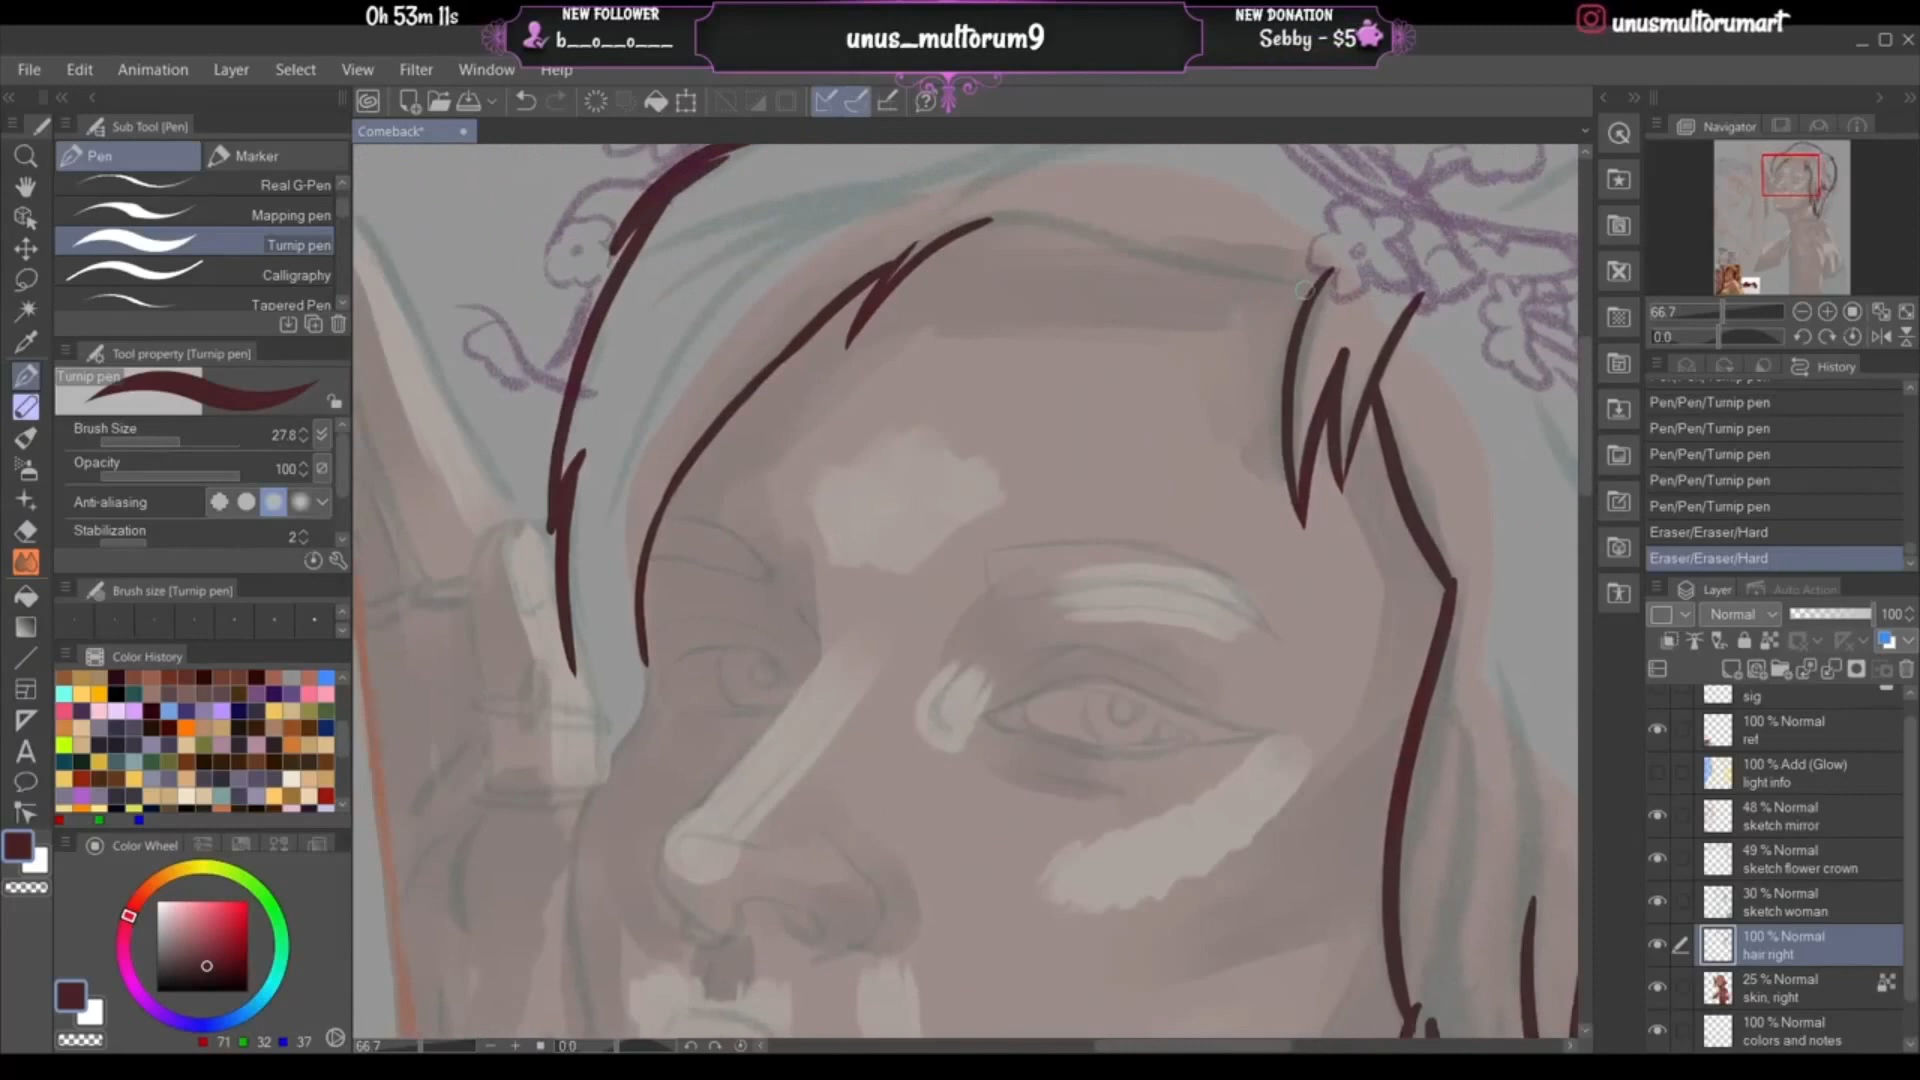 0h 53m 11s
NEW FOLLOWER
b__o__o___
unus_multorum9
NEW DONATION
Sebby - $5
unusmultorumart
File Edit Animation Layer Select View Filter Window Help
Sub Tool [Pen]
Comeback*
Navigator
Pen
Marker
Real G-Pen
Mapping pen
Turnip pen
Calligraphy
Tapered Pen
66.7
0.0
Tool property [Turnip pen]
Turnip pen
History
Pen/Pen/Turnip pen
Pen/Pen/Turnip pen
Pen/Pen/Turnip pen
Pen/Pen/Turnip pen
Pen/Pen/Turnip pen
Pen/Pen/Turnip pen
Eraser/Eraser/Hard
Eraser/Eraser/Hard
Brush Size
27.8
Opacity
100
Anti-aliasing
Stabilization
2
Brush size [Turnip pen]
Layer
Auto Action
Normal
100
Color History
sig
100 % Normal
ref
100 % Add (Glow)
light info
48 % Normal
sketch mirror
49 % Normal
sketch flower crown
30 % Normal
sketch woman
100 % Normal
hair right
25 % Normal
skin, right
100 % Normal
colors and notes
Color Wheel
71 32 37
66.7
0.0